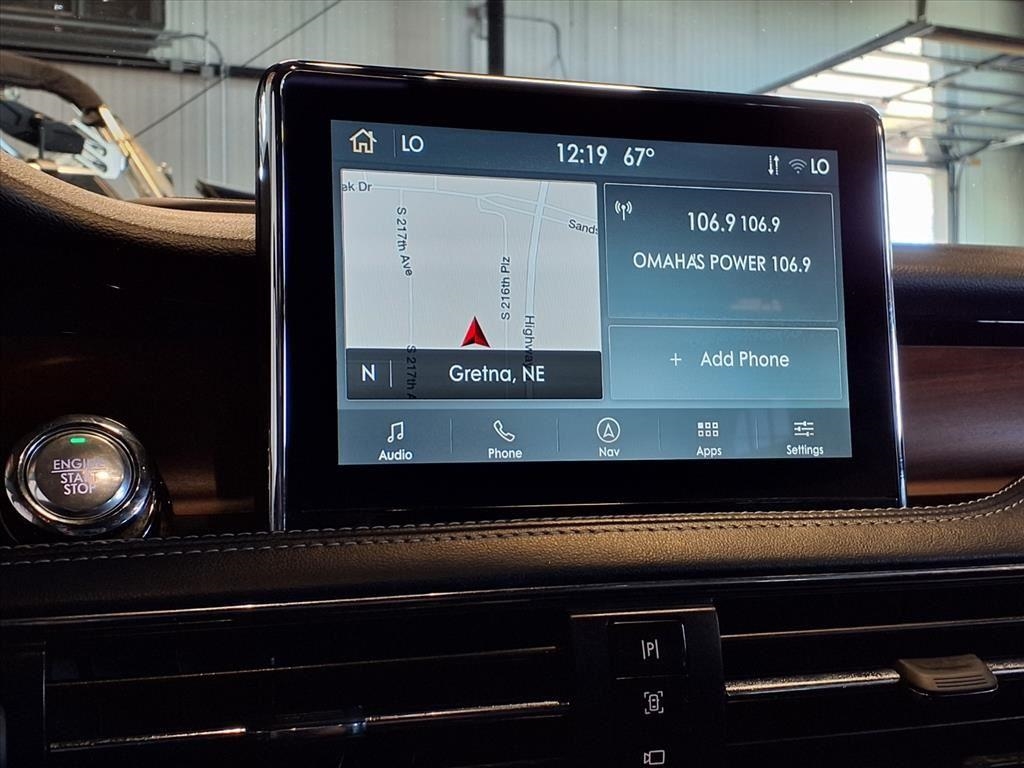 LO
12:19 67°
LO
ek Dr
S 217th Ave
S 216th Plz
Sands
Highway
S 217th A
N
Gretna, NE
106.9 106.9
OMAHA'S POWER 106.9
+ Add Phone
Audio
Phone
Nav
Apps
Settings
ENGINE
START
STOP
P